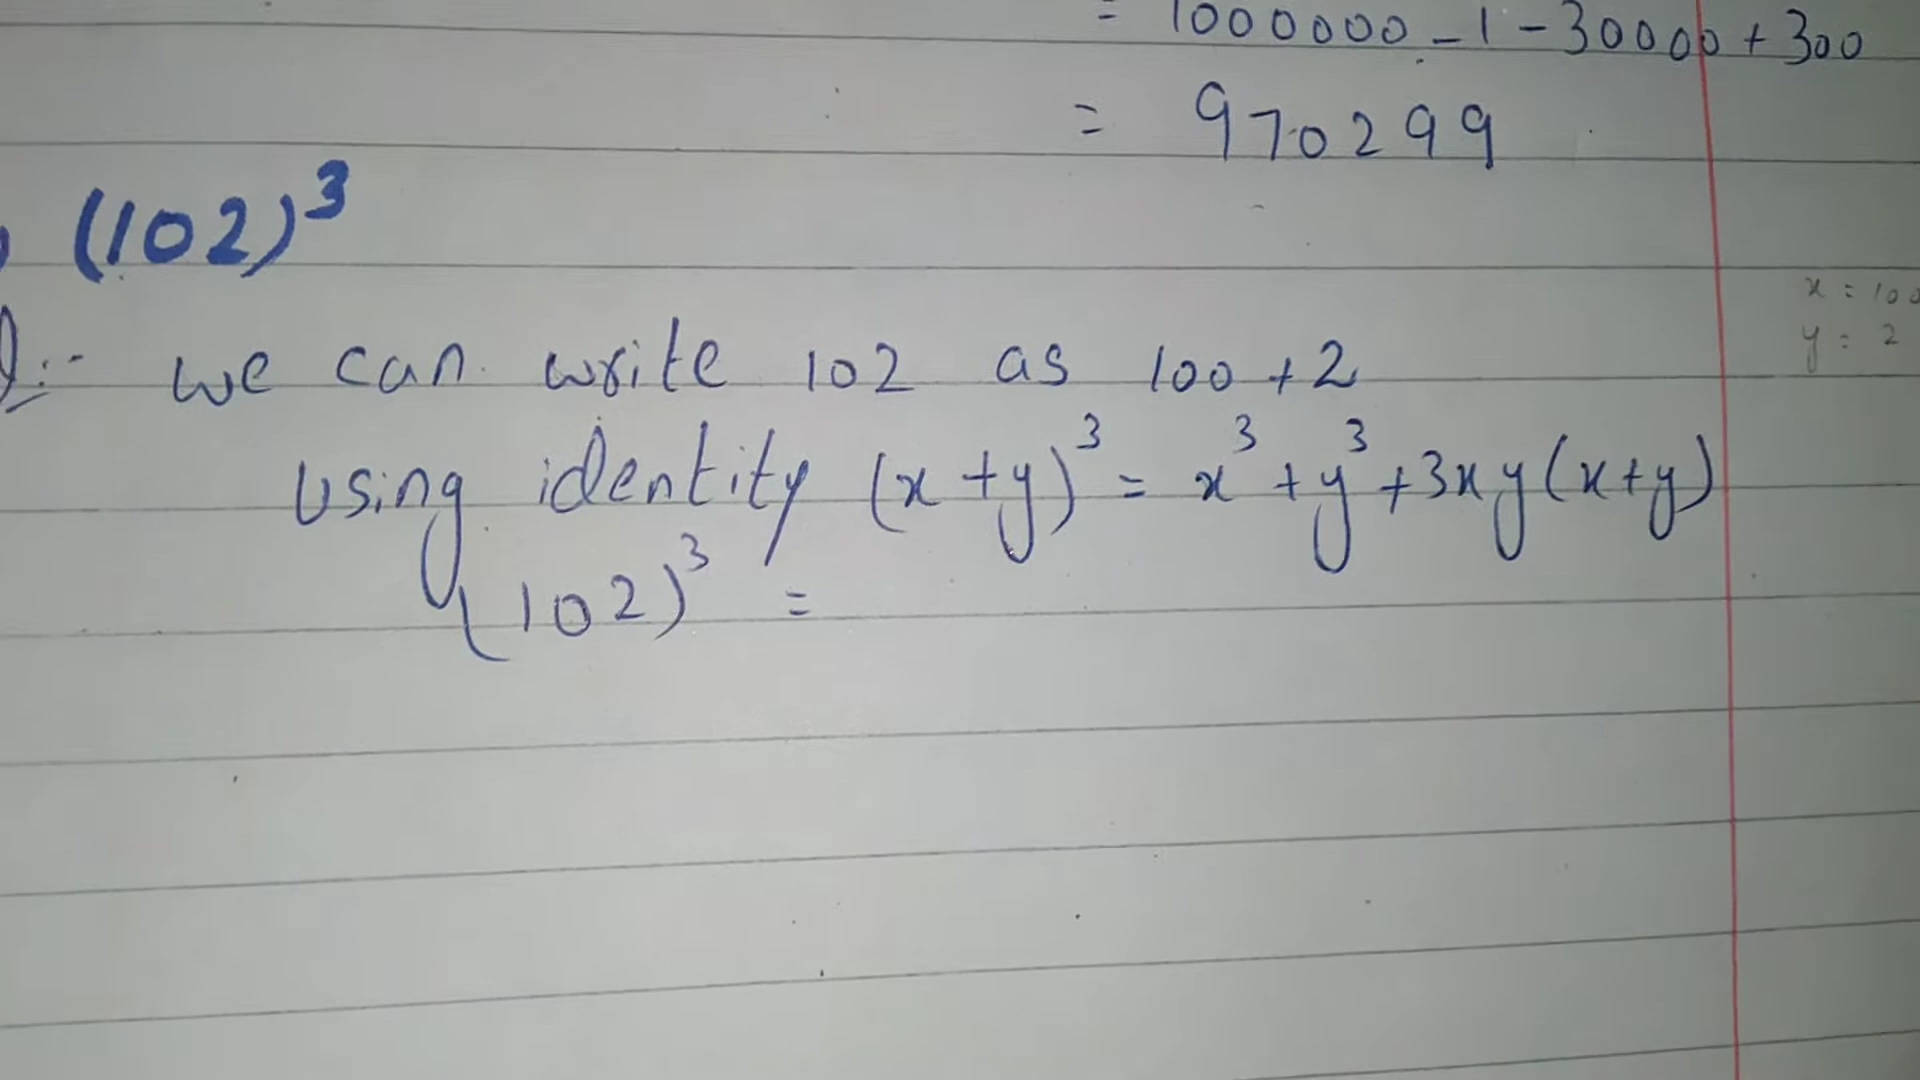 = 1000000 - 1 - 30000 + 300
= 970299
(102)³
x = 100
y = 2
:- we can write 102 as 100 + 2
Using identity (x + y)³ = x³ + y³ + 3xy(x+y)
(102)³ =